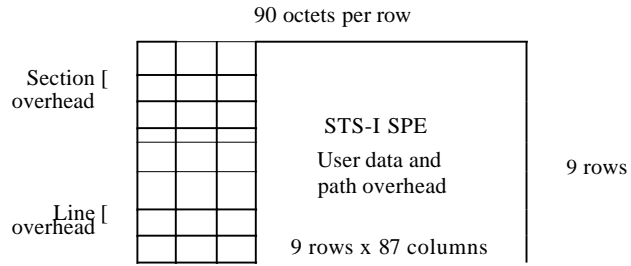 90 octets per row
Section [
overhead
STS-I SPE
User data and
path overhead
9 rows
Line [
overhead
9 rows x 87 columns